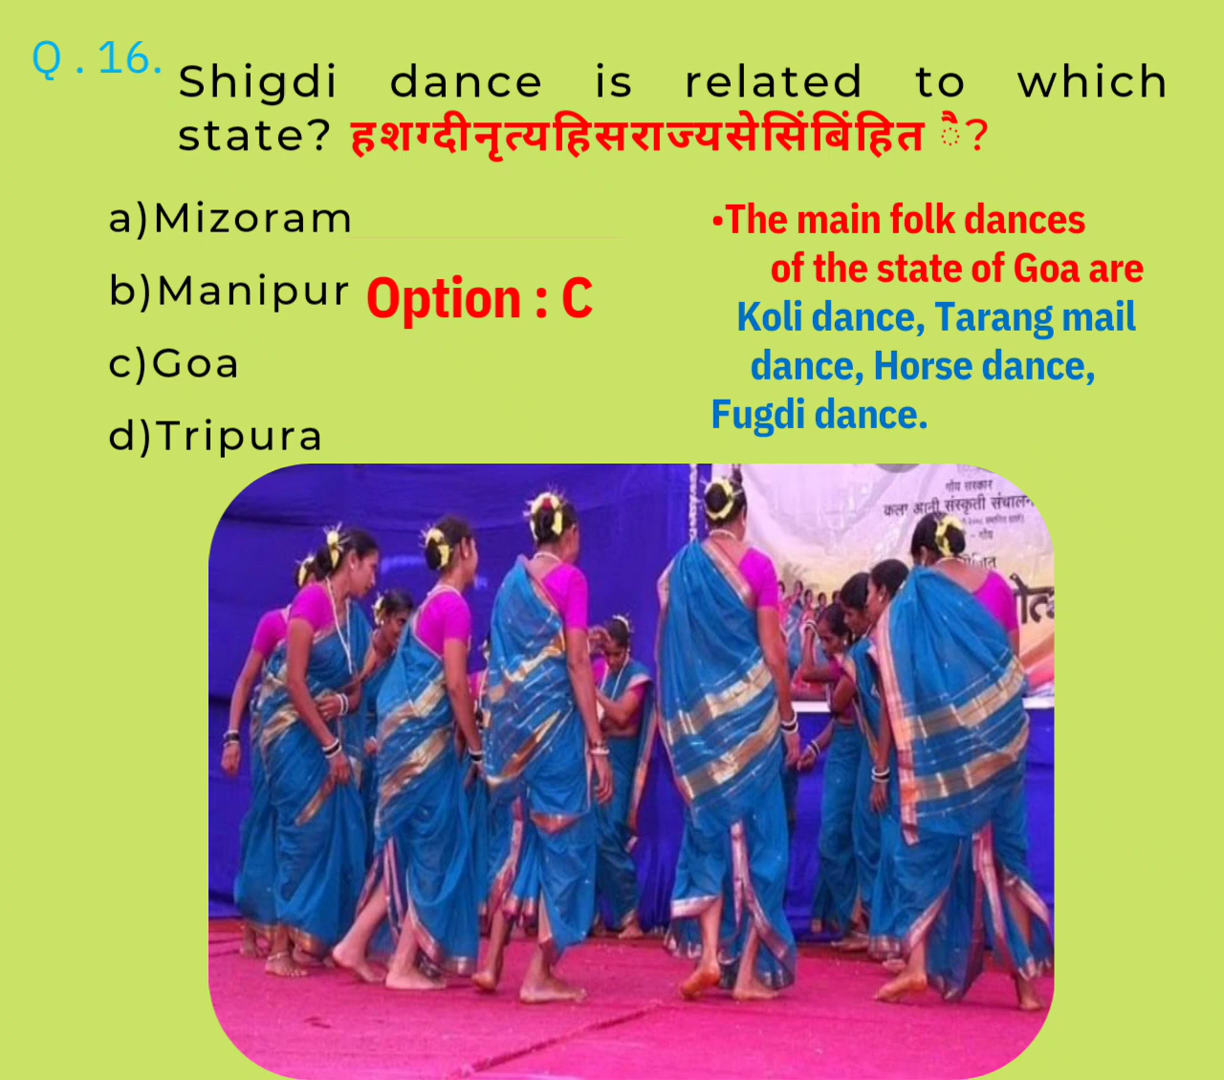 Q . 16.
Shigdi dance is related to which
state? हशग्दीनृत्यहिसराज्यसेसिंबिंहित ै?
a)Mizoram
b)Manipur
Option : C
c)Goa
d)Tripura
•The main folk dances
of the state of Goa are
Koli dance, Tarang mail
dance, Horse dance,
Fugdi dance.
कला आनी संस्कृती संचाल